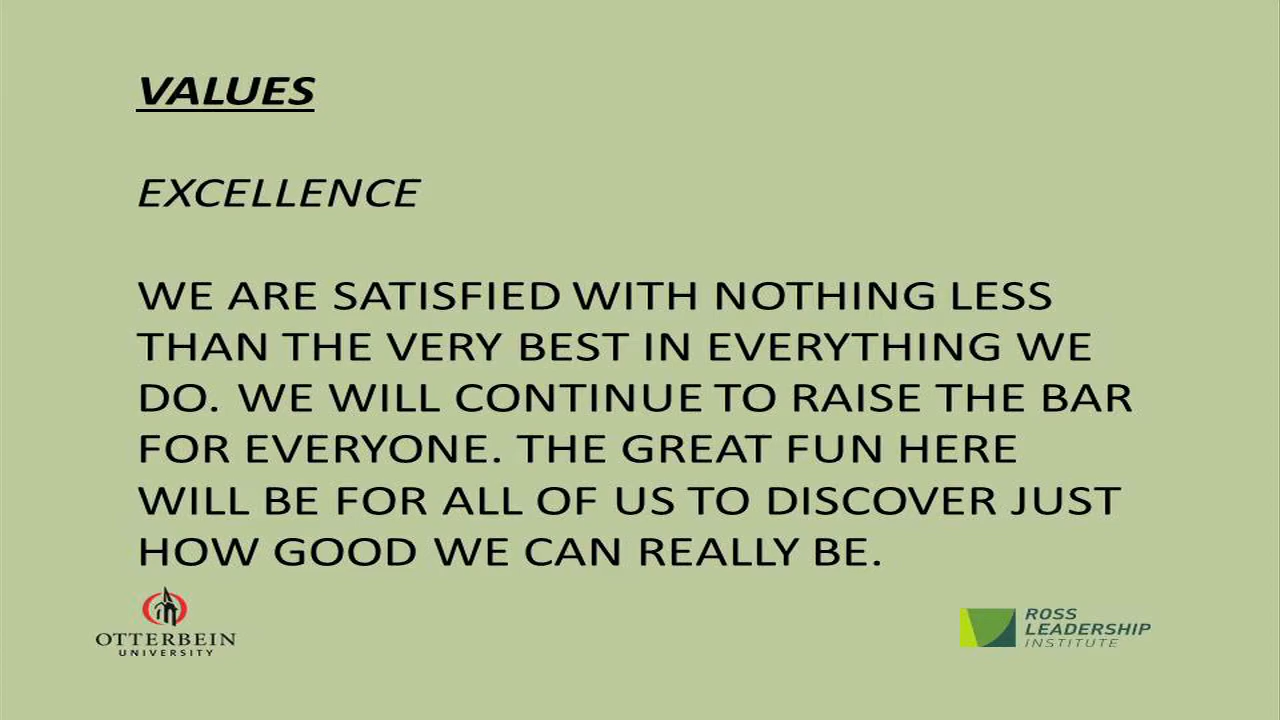 VALUES
EXCELLENCE
WE ARE SATISFIED WITH NOTHING LESS
THAN THE VERY BEST IN EVERYTHING WE
DO. WE WILL CONTINUE TO RAISE THE BAR
FOR EVERYONE. THE GREAT FUN HERE
WILL BE FOR ALL OF US TO DISCOVER JUST
HOW GOOD WE CAN REALLY BE.
OTTERBEIN
UNIVERSITY
ROSS
LEADERSHIP
INSTITUTE